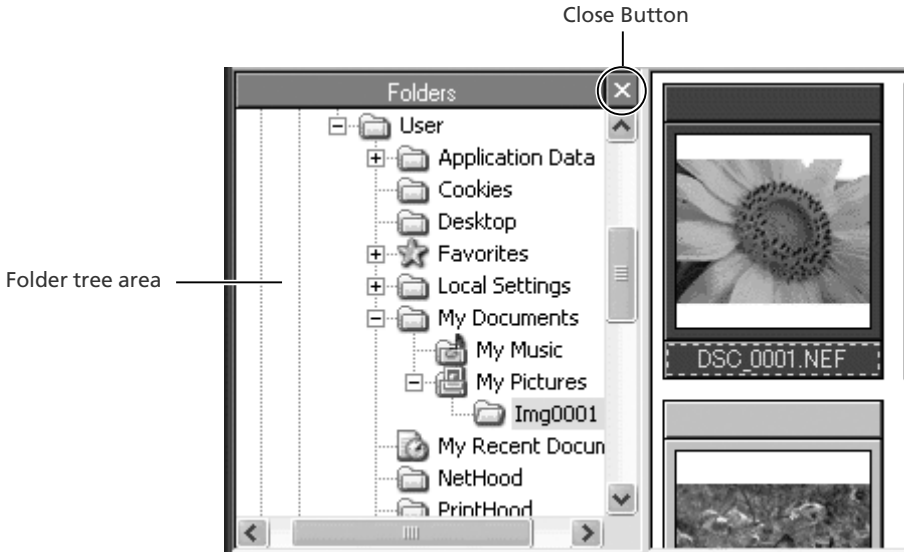 Close Button
Folders
User
Application Data
Cookies
Desktop
Favorites
Folder tree area
Local Settings
My Documents
My Music
My Pictures
Img0001
My Recent Docum
NetHood
PrintHood
DSC_0001.NEF